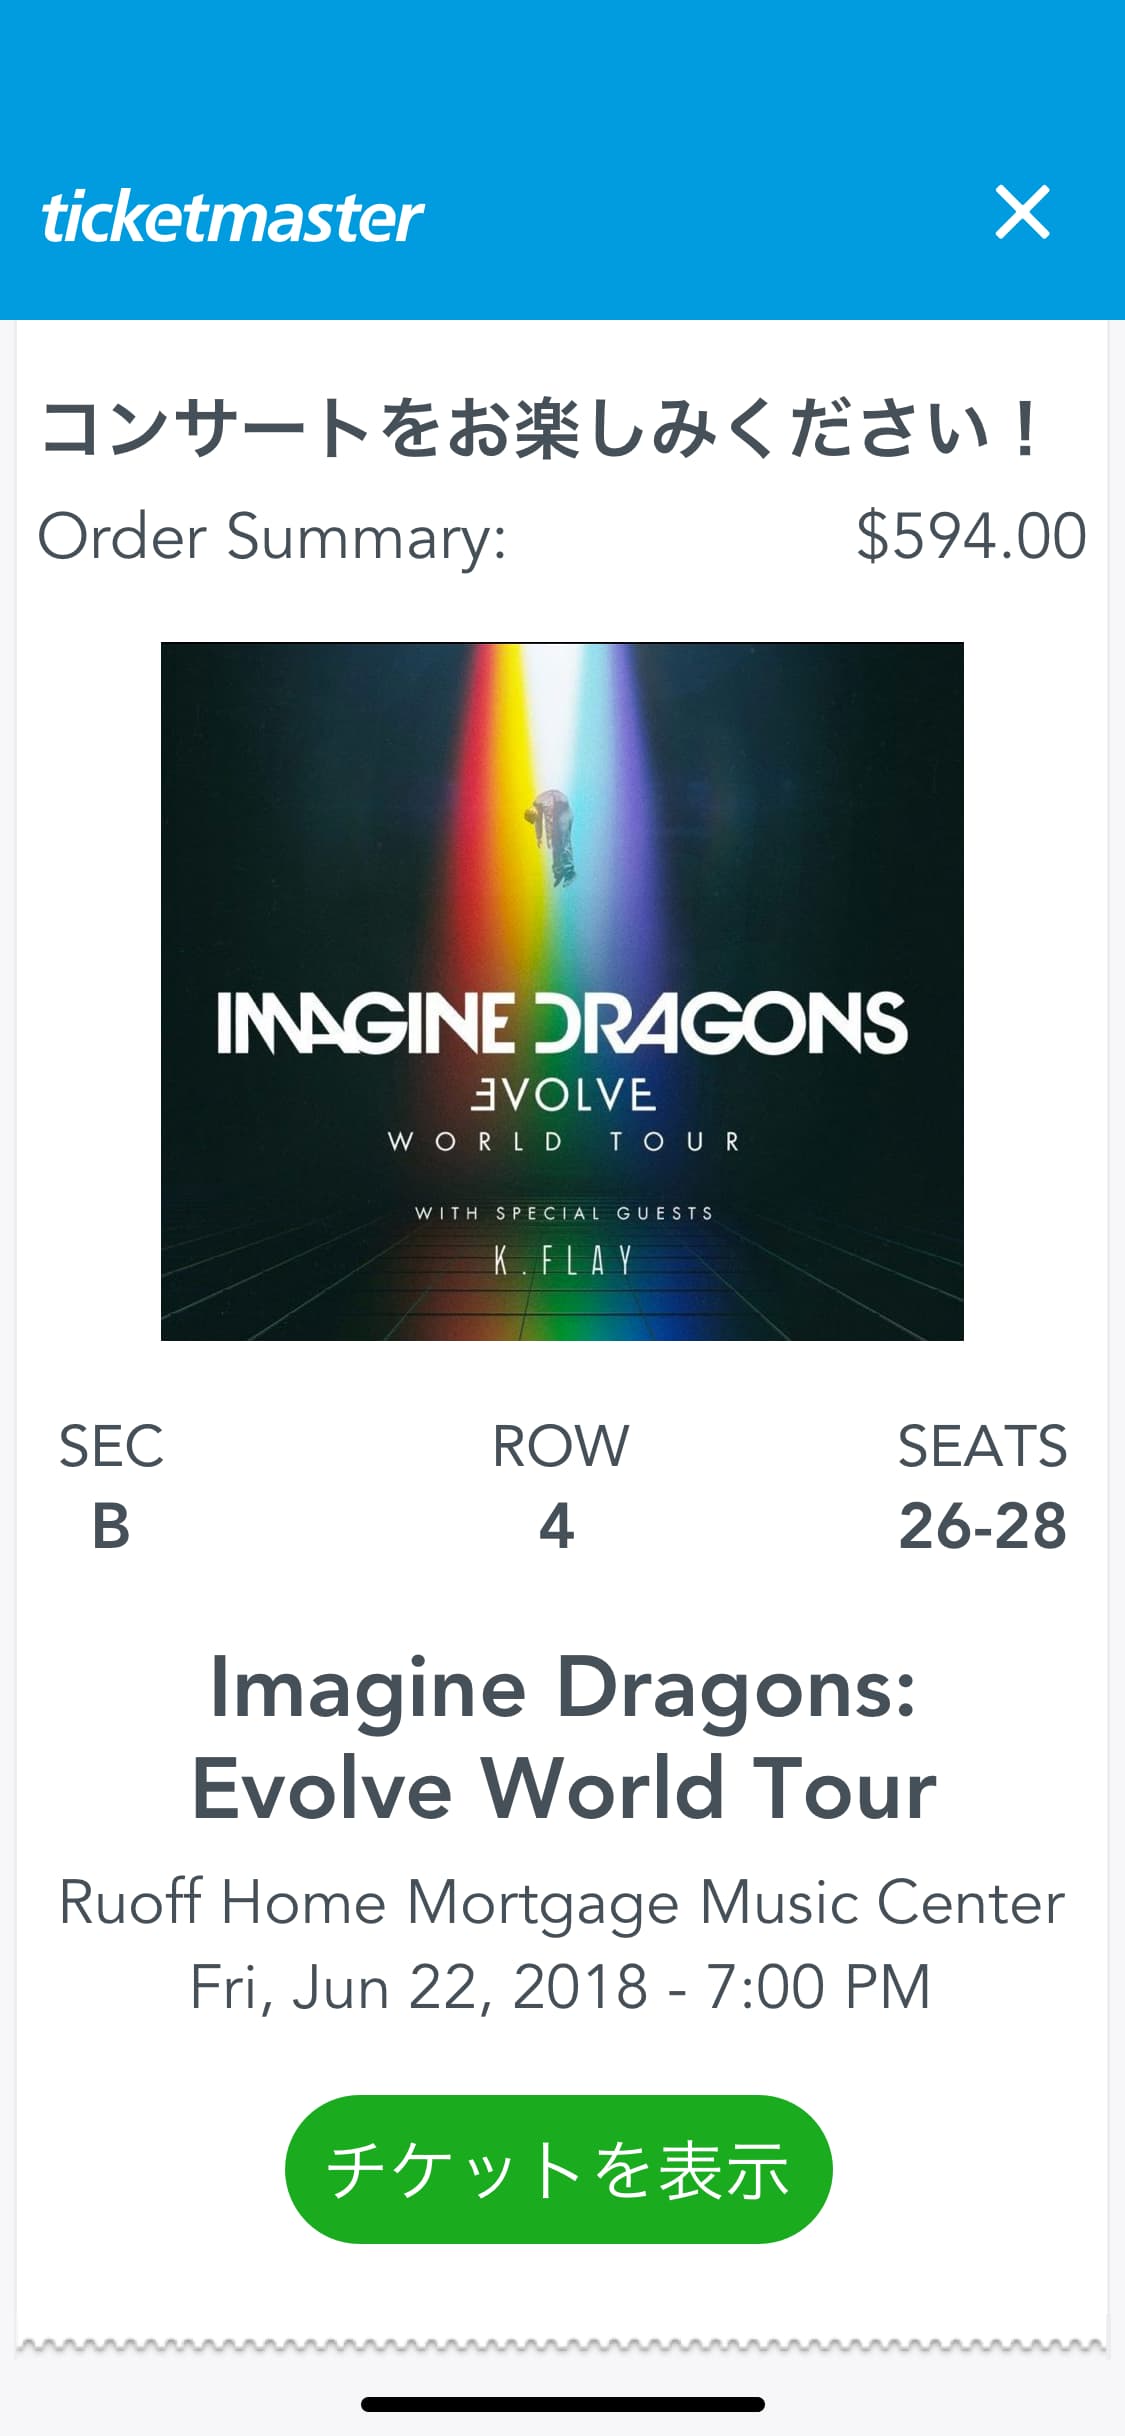 ticketmaster
コンサートをお楽しみください！
Order Summary: $594.00
IMAGINE DRAGONS
EVOLVE
WORLD TOUR
WITH SPECIAL GUESTS
K.FLAY
SEC ROW SEATS
B 4 26-28
Imagine Dragons:
Evolve World Tour
Ruoff Home Mortgage Music Center
Fri, Jun 22, 2018 - 7:00 PM
チケットを表示